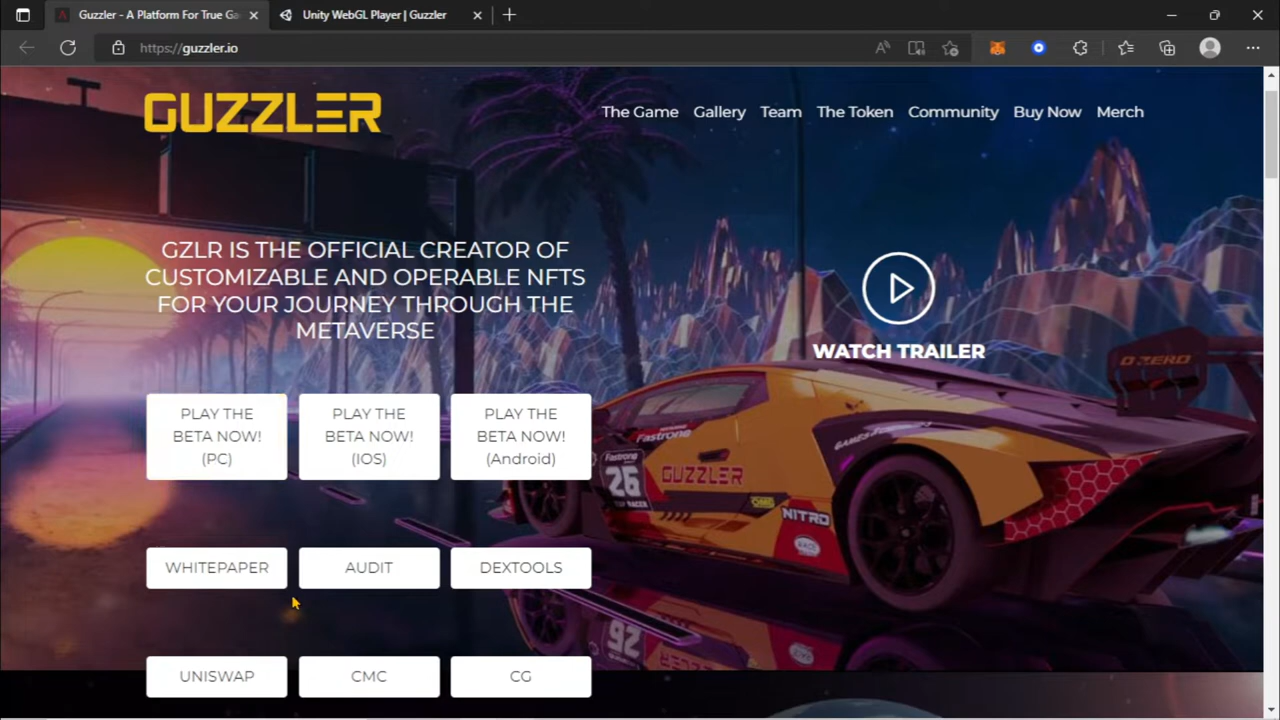 Guzzler - A Platform For True Ga
Unity WebGL Player | Guzzler
https://guzzler.io
GUZZLER
The Game Gallery Team The Token Community Buy Now Merch
GZLR IS THE OFFICIAL CREATOR OF
CUSTOMIZABLE AND OPERABLE NFTS
FOR YOUR JOURNEY THROUGH THE
METAVERSE
WATCH TRAILER
D ZERO
PLAY THE
BETA NOW!
(PC)
PLAY THE
BETA NOW!
(IOS)
PLAY THE
BETA NOW!
(Android)
Fastrone
Fastrone
26
GUZZLER
NITRO
WHITEPAPER
AUDIT
DEXTOOLS
UNISWAP
CMC
CG